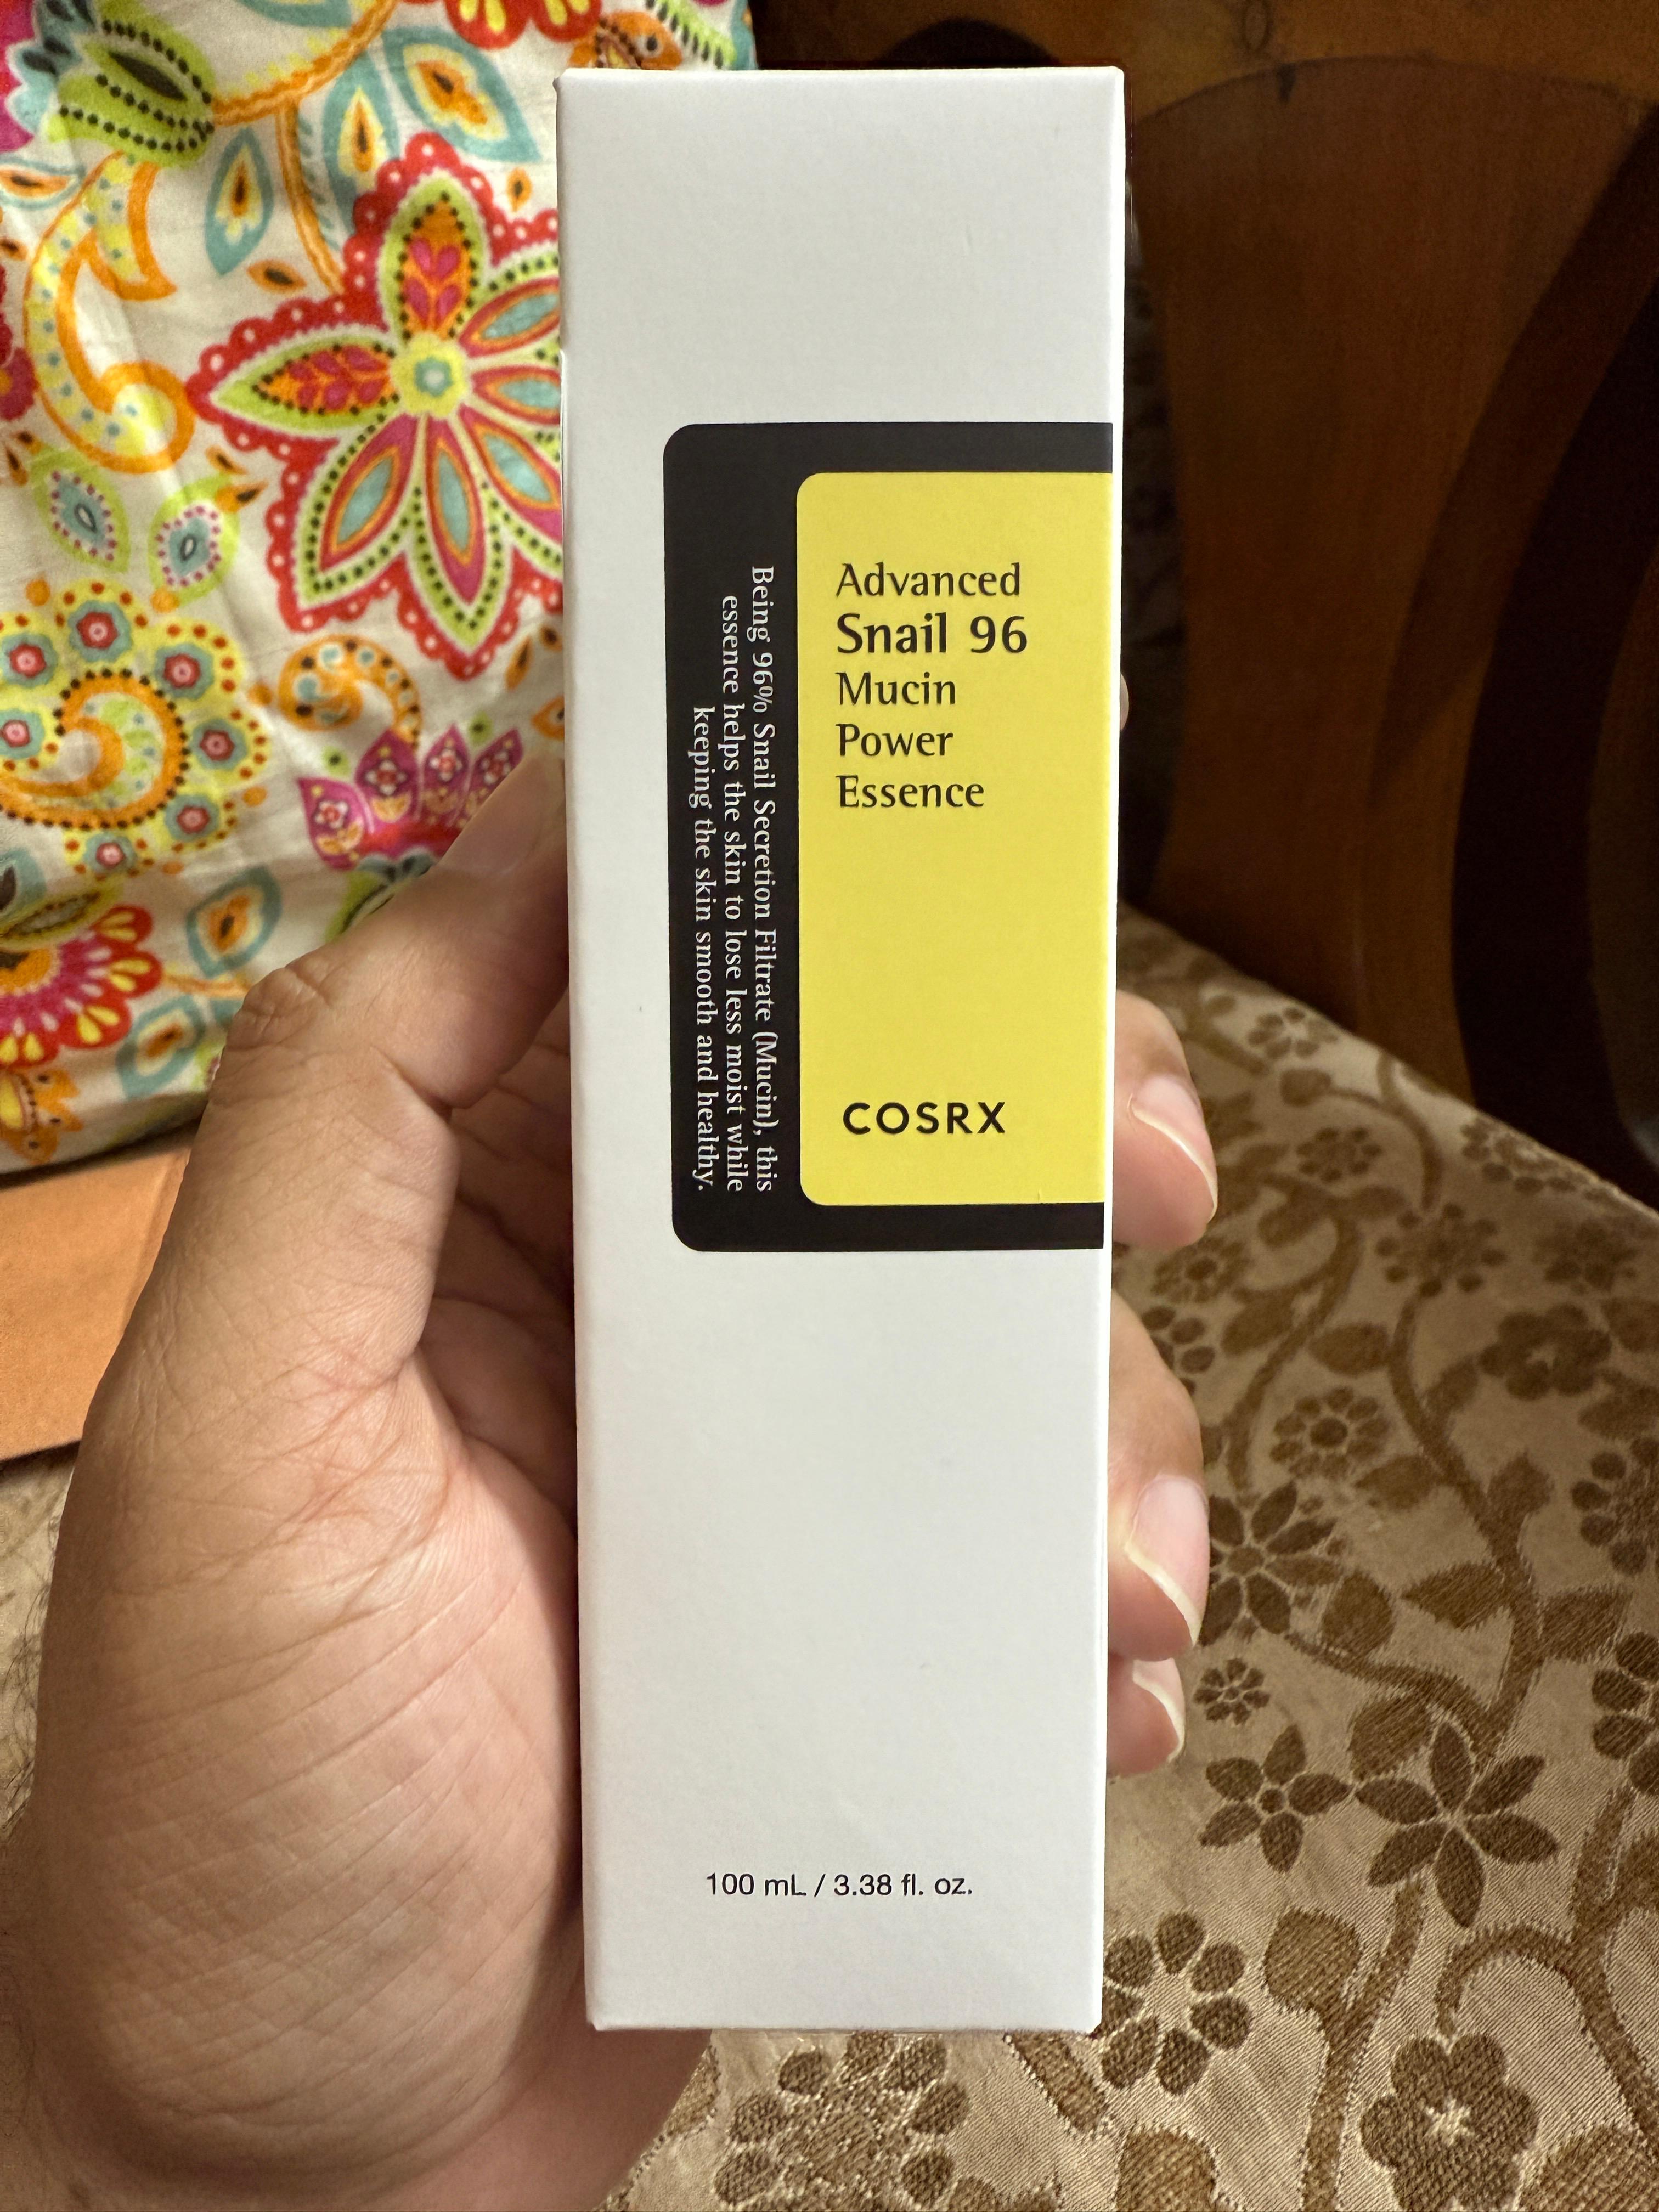 Advanced
Snail 96
Mucin
Power
Essence
COSRX
Being 96% Snail Secretion Filtrate (Mucin), this
essence helps the skin to lose less moist while
keeping the skin smooth and healthy.
100 mL / 3.38 fl. oz.